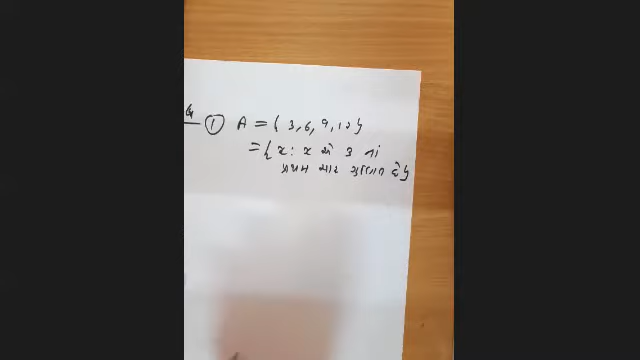 ① A = { 3, 6, 9, 12 }
= { x : x એ 3 નાં
પ્રથમ ચાર ગુણિત છે }